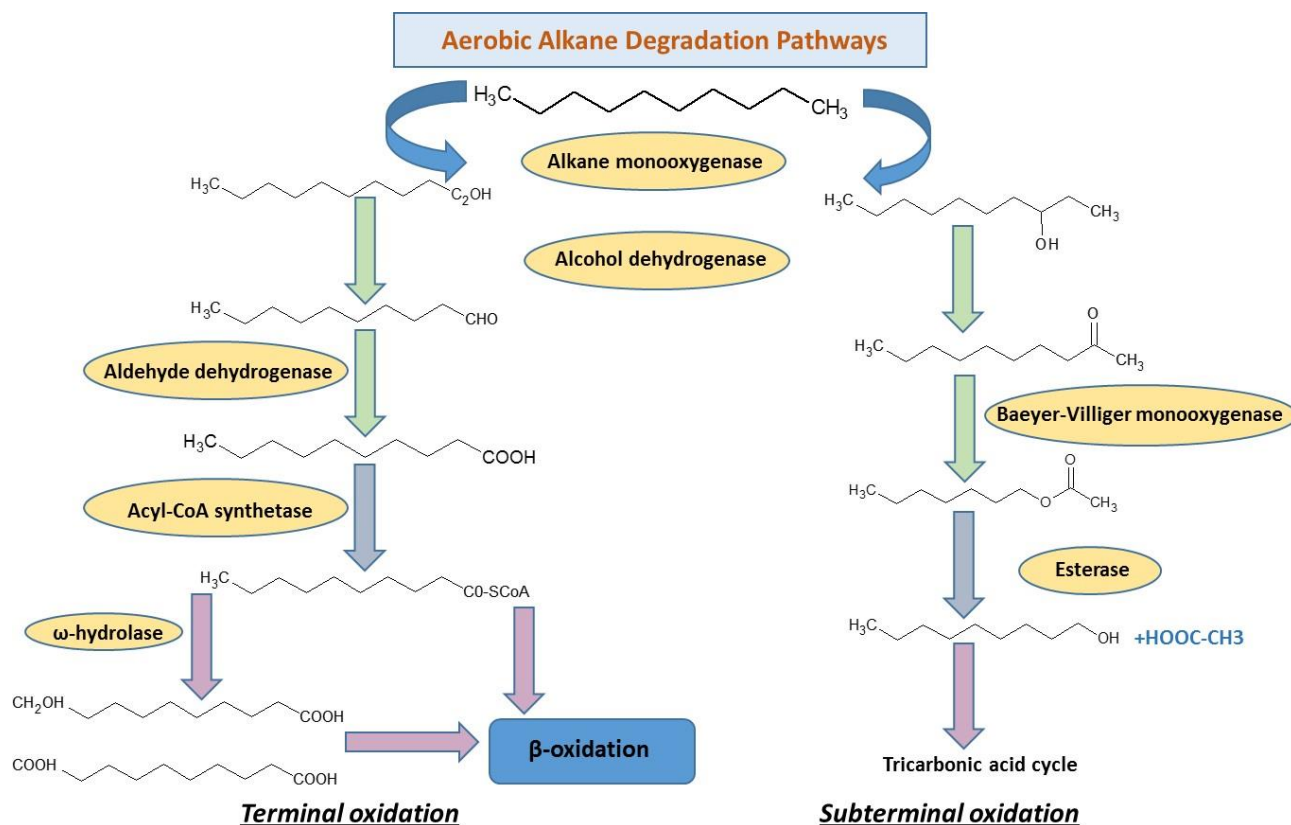 Aerobic Alkane Degradation Pathways
H₃C
CH₃
Alkane monooxygenase
H₃C
C₂OH
H₃C
CH₃
OH
Alcohol dehydrogenase
H₃C
CHO
O
H₃C
CH₃
Aldehyde dehydrogenase
Baeyer-Villiger monooxygenase
H₃C
COOH
O
H₃C
O
CH₃
Acyl-CoA synthetase
Esterase
H₃C
C0-SCoA
ω-hydrolase
H₃C
OH
+HOOC-CH3
CH₂OH
COOH
β-oxidation
Tricarbonic acid cycle
COOH
COOH
Terminal oxidation
Subterminal oxidation